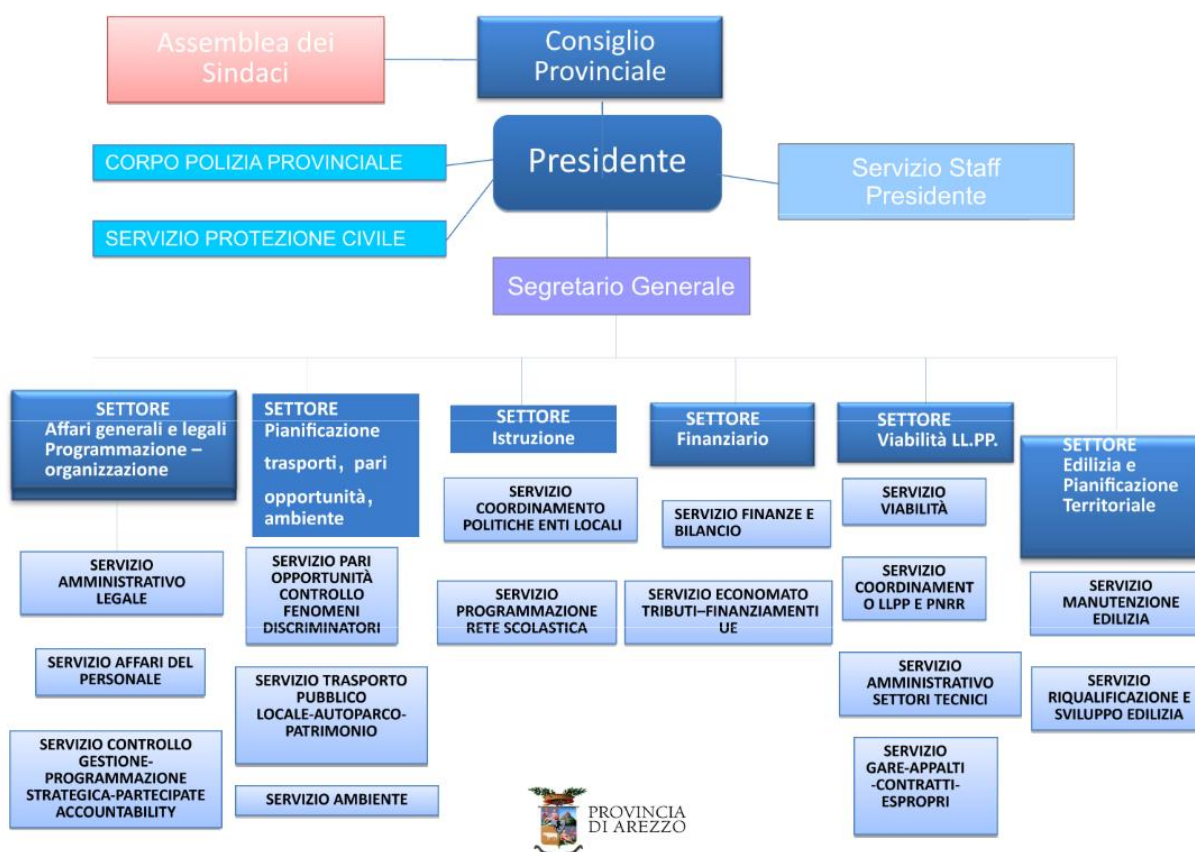 Assemblea dei
Sindaci
Consiglio
Provinciale
CORPO POLIZIA PROVINCIALE
Presidente
Servizio Staff
Presidente
SERVIZIO PROTEZIONE CIVILE
Segretario Generale
SETTORE
Affari generali e legali
Programmazione –
organizzazione
SERVIZIO
AMMINISTRATIVO
LEGALE
SERVIZIO AFFARI DEL
PERSONALE
SERVIZIO CONTROLLO
GESTIONE-
PROGRAMMAZIONE
STRATEGICA-PARTECIPATE
ACCOUNTABILITY
SETTORE
Pianificazione
trasporti, pari
opportunità,
ambiente
SERVIZIO PARI
OPPORTUNITÀ
CONTROLLO
FENOMENI
DISCRIMINATORI
SERVIZIO TRASPORTO
PUBBLICO
LOCALE-AUTOPARCO-
PATRIMONIO
SERVIZIO AMBIENTE
SETTORE
Istruzione
SERVIZIO
COORDINAMENTO
POLITICHE ENTI LOCALI
SERVIZIO
PROGRAMMAZIONE
RETE SCOLASTICA
SETTORE
Finanziario
SERVIZIO FINANZE E
BILANCIO
SERVIZIO ECONOMATO
TRIBUTI–FINANZIAMENTI
UE
SETTORE
Viabilità LL.PP.
SERVIZIO
VIABILITÀ
SERVIZIO
COORDINAMENT
O LLPP E PNRR
SERVIZIO
AMMINISTRATIVO
SETTORI TECNICI
SERVIZIO
GARE-APPALTI
-CONTRATTI-
ESPROPRI
SETTORE
Edilizia e
Pianificazione
Territoriale
SERVIZIO
MANUTENZIONE
EDILIZIA
SERVIZIO
RIQUALIFICAZIONE E
SVILUPPO EDILIZIA
PROVINCIA
DI AREZZO